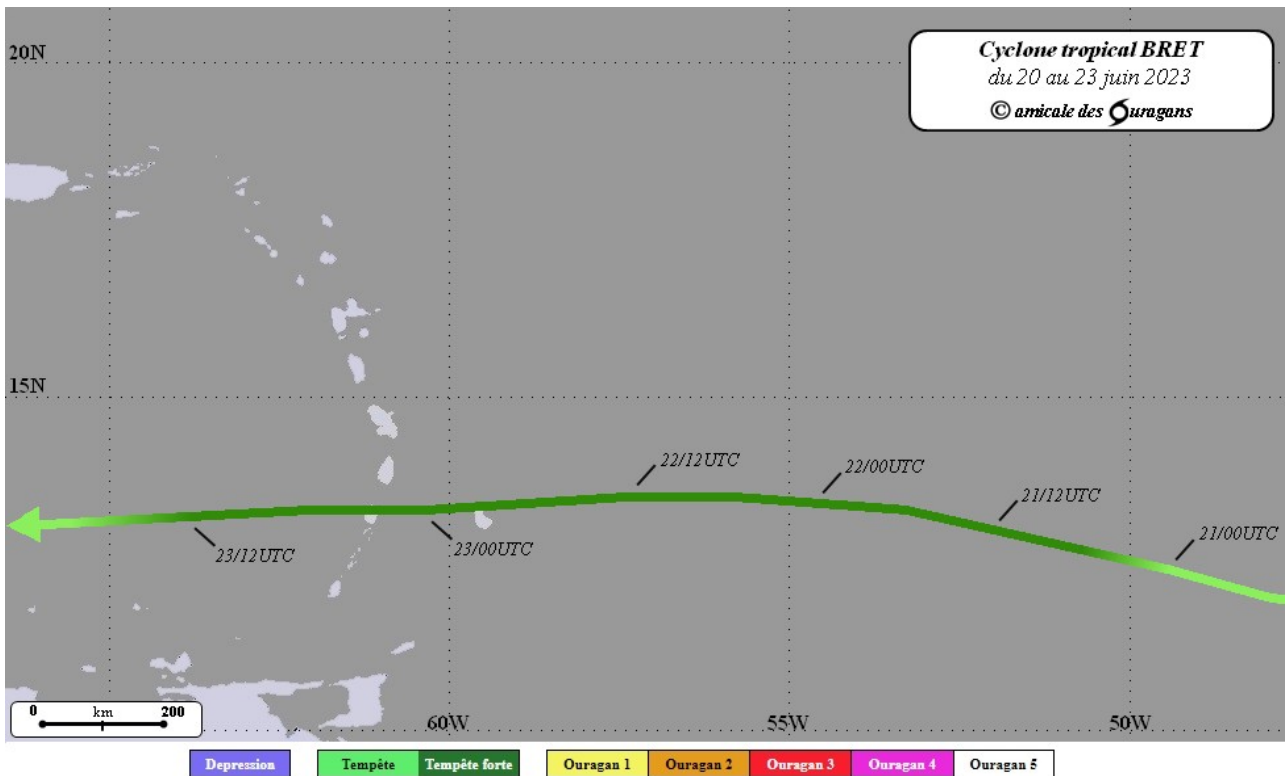 20N
Cyclone tropical BRET
du 20 au 23 juin 2023
© amicale des Ouragans
15N
22/12UTC
22/00UTC
21/12UTC
21/00UTC
23/12UTC
23/00UTC
0 km 200
60W 55W 50W
Depression Tempête Tempête forte Ouragan 1 Ouragan 2 Ouragan 3 Ouragan 4 Ouragan 5